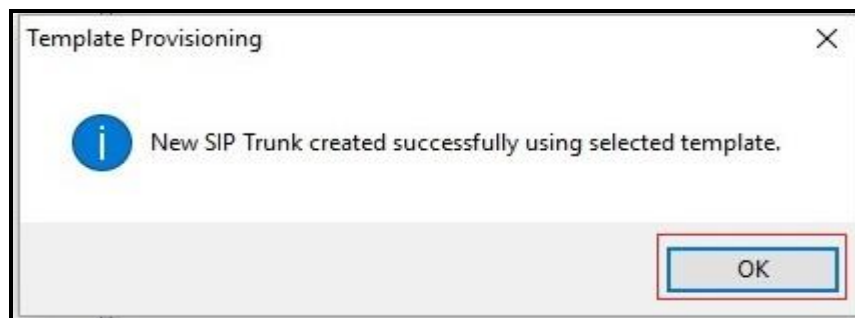 Template Provisioning
New SIP Trunk created successfully using selected template.
OK